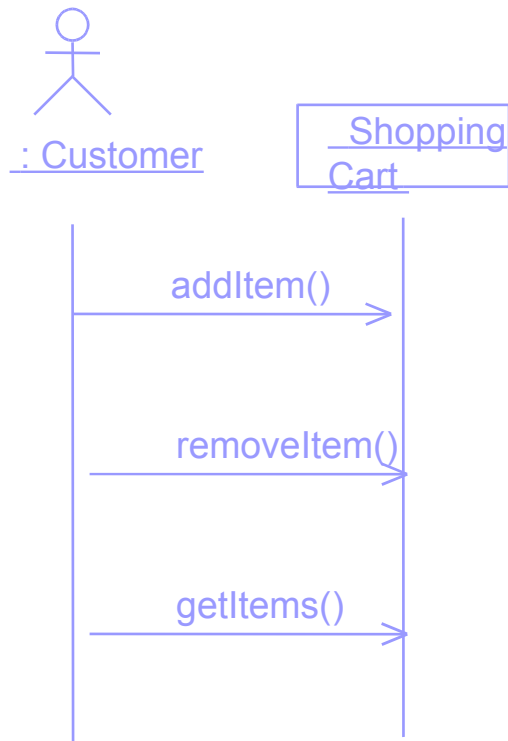 : Customer
Shopping
Cart
addItem()
removeItem()
getItems()